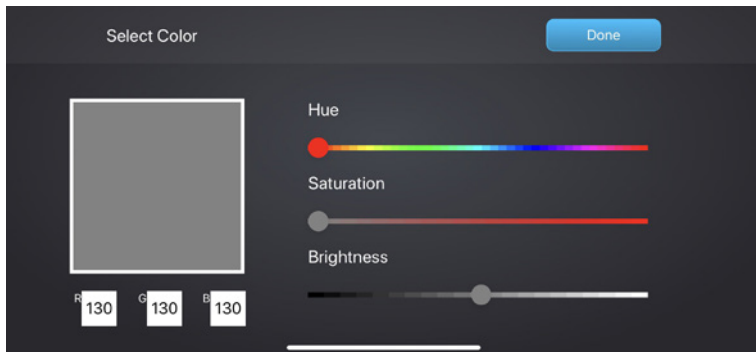 Select Color
Done
Hue
Saturation
Brightness
R 130 G 130 B 130